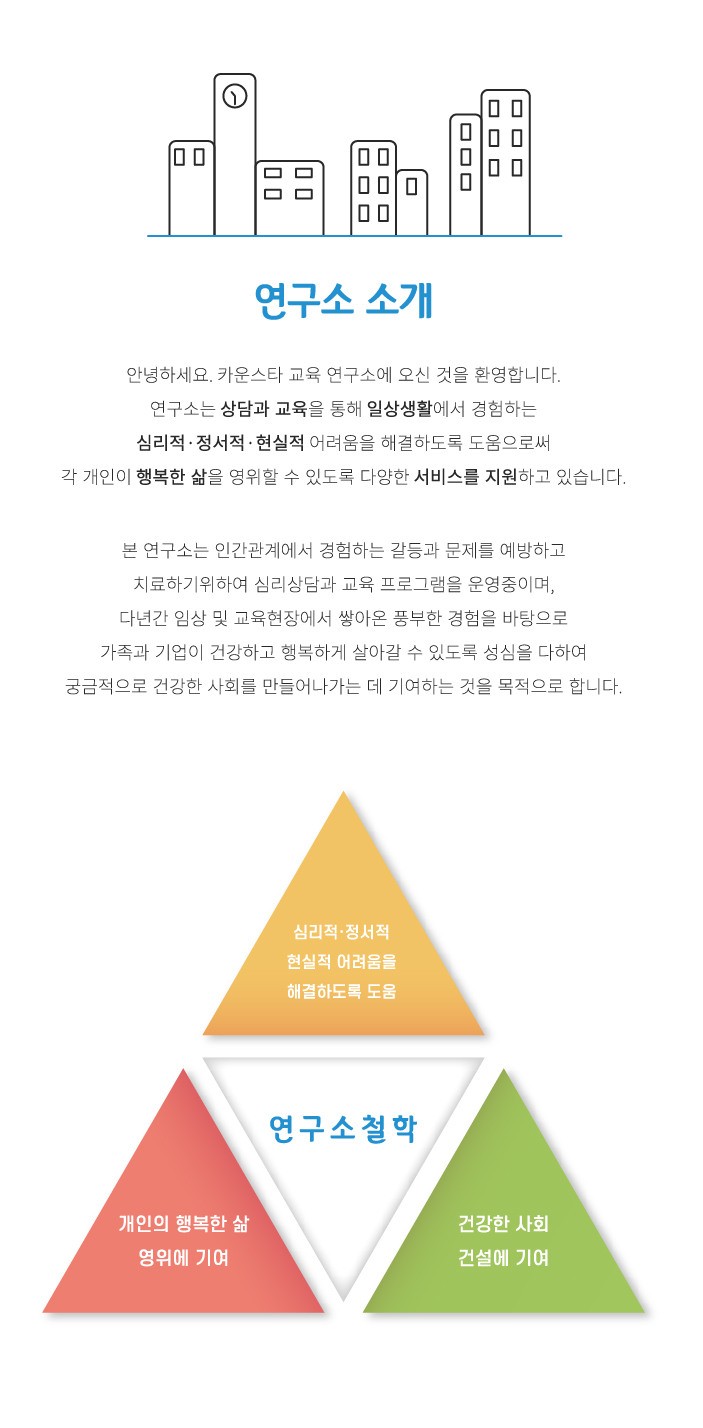 연구소 소개
안녕하세요. 카운스타 교육 연구소에 오신 것을 환영합니다.
연구소는 상담과 교육을 통해 일상생활에서 경험하는
심리적·정서적·현실적 어려움을 해결하도록 도움으로써
각 개인이 행복한 삶을 영위할 수 있도록 다양한 서비스를 지원하고 있습니다.
본 연구소는 인간관계에서 경험하는 갈등과 문제를 예방하고
치료하기위하여 심리상담과 교육 프로그램을 운영중이며,
다년간 임상 및 교육현장에서 쌓아온 풍부한 경험을 바탕으로
가족과 기업이 건강하고 행복하게 살아갈 수 있도록 성심을 다하여
궁금적으로 건강한 사회를 만들어나가는 데 기여하는 것을 목적으로 합니다.
심리적·정서적
현실적 어려움을
해결하도록 도움
연구소철학
개인의 행복한 삶
영위에 기여
건강한 사회
건설에 기여